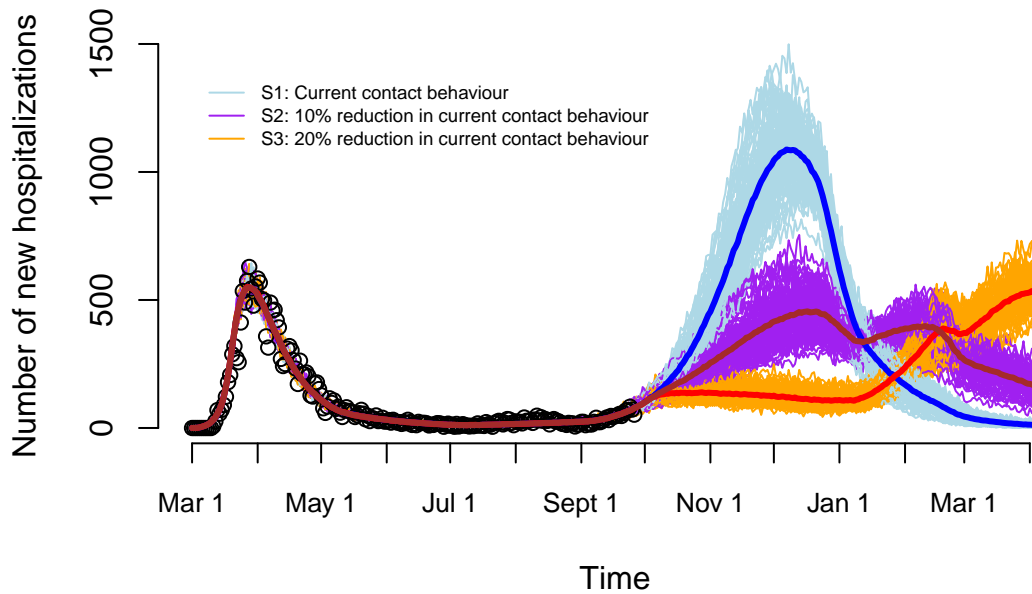 Number of new hospitalizations
1500
1000
500
0
S1: Current contact behaviour
S2: 10% reduction in current contact behaviour
S3: 20% reduction in current contact behaviour
Mar 1 May 1 Jul 1 Sept 1 Nov 1 Jan 1 Mar 1
Time